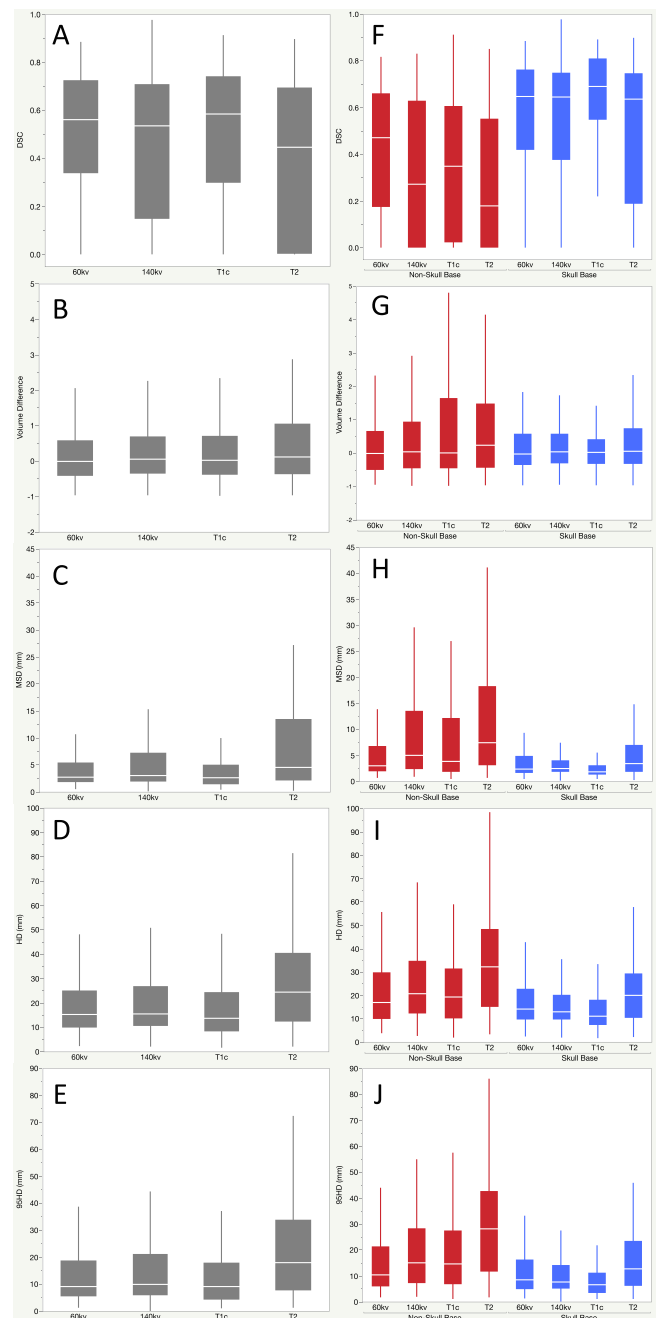 A
1.0
0.8
0.6
0.4
0.2
0.0
DSC
60kv 140kv T1c T2
F
1.0
0.8
0.6
0.4
0.2
0.0
DSC
60kv 140kv T1c T2 60kv 140kv T1c T2
Non-Skull Base Skull Base
B
5
4
3
2
1
0
-1
-2
Volume Difference
60kv 140kv T1c T2
G
5
4
3
2
1
0
-1
-2
Volume Difference
60kv 140kv T1c T2 60kv 140kv T1c T2
Non-Skull Base Skull Base
C
45
40
35
30
25
20
15
10
5
0
MSD (mm)
60kv 140kv T1c T2
H
45
40
35
30
25
20
15
10
5
0
MSD (mm)
60kv 140kv T1c T2 60kv 140kv T1c T2
Non-Skull Base Skull Base
D
100
90
80
70
60
50
40
30
20
10
0
HD (mm)
60kv 140kv T1c T2
I
100
90
80
70
60
50
40
30
20
10
0
HD (mm)
60kv 140kv T1c T2 60kv 140kv T1c T2
Non-Skull Base Skull Base
E
90
80
70
60
50
40
30
20
10
0
95HD (mm)
60kv 140kv T1c T2
J
90
80
70
60
50
40
30
20
10
0
95HD (mm)
60kv 140kv T1c T2 60kv 140kv T1c T2
Non-Skull Base Skull Base